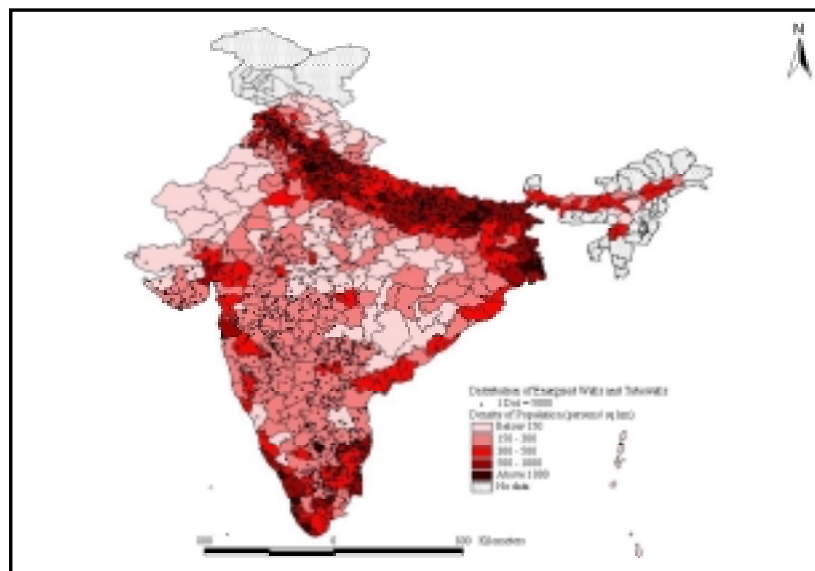 N
Distribution of Energised Wells and Tubewells
1 Dot = 5000
Density of Population (persons/sq km)
Below 150
150 - 300
300 - 500
500 - 1000
Above 1000
No data
0
Kilometers